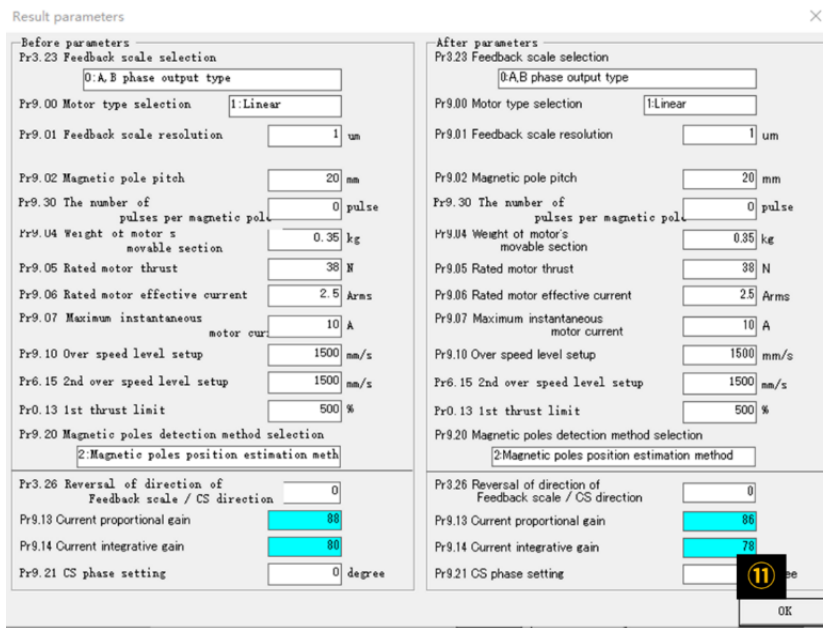 Result parameters
Before parameters
Pr3.23 Feedback scale selection
0:A,B phase output type
Pr9.00 Motor type selection 1:Linear
Pr9.01 Feedback scale resolution 1 um
Pr9.02 Magnetic pole pitch 20 mm
Pr9.30 The number of
pulses per magnetic pole 0 pulse
Pr9.04 Weight of motor's
movable section 0.35 kg
Pr9.05 Rated motor thrust 38 N
Pr9.06 Rated motor effective current 2.5 Arms
Pr9.07 Maximum instantaneous
motor cur 10 A
Pr9.10 Over speed level setup 1500 mm/s
Pr6.15 2nd over speed level setup 1500 mm/s
Pr0.13 1st thrust limit 500 %
Pr9.20 Magnetic poles detection method selection
2:Magnetic poles position estimation meth
Pr3.26 Reversal of direction of
Feedback scale / CS direction 0
Pr9.13 Current proportional gain 88
Pr9.14 Current integrative gain 80
Pr9.21 CS phase setting 0 degree
After parameters
Pr3.23 Feedback scale selection
0:A,B phase output type
Pr9.00 Motor type selection 1:Linear
Pr9.01 Feedback scale resolution 1 um
Pr9.02 Magnetic pole pitch 20 mm
Pr9.30 The number of
pulses per magnetic pole 0 pulse
Pr9.04 Weight of motor's
movable section 0.35 kg
Pr9.05 Rated motor thrust 38 N
Pr9.06 Rated motor effective current 2.5 Arms
Pr9.07 Maximum instantaneous
motor current 10 A
Pr9.10 Over speed level setup 1500 mm/s
Pr6.15 2nd over speed level setup 1500 mm/s
Pr0.13 1st thrust limit 500 %
Pr9.20 Magnetic poles detection method selection
2:Magnetic poles position estimation method
Pr3.26 Reversal of direction of
Feedback scale / CS direction 0
Pr9.13 Current proportional gain 86
Pr9.14 Current integrative gain 78
Pr9.21 CS phase setting ⑪ ee
OK